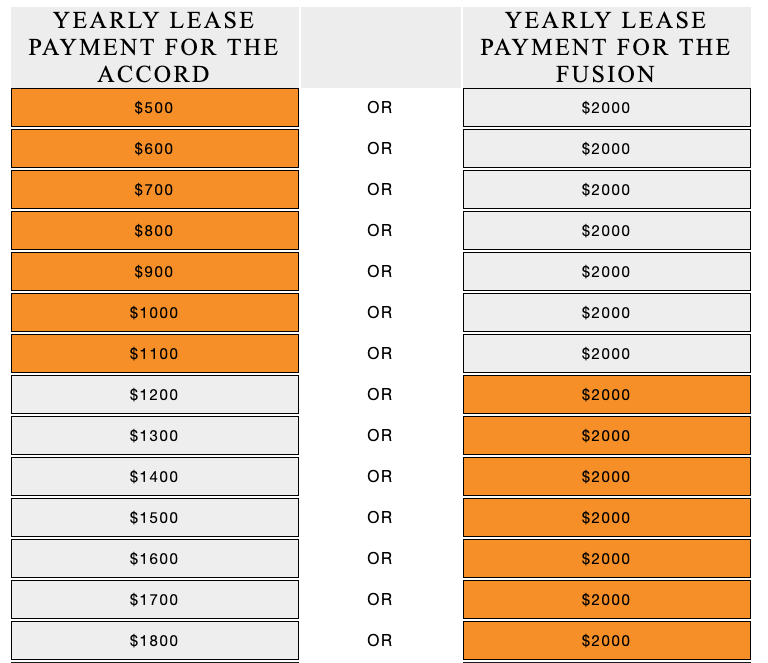 YEARLY LEASE
PAYMENT FOR THE
ACCORD
YEARLY LEASE
PAYMENT FOR THE
FUSION
$500 OR $2000
$600 OR $2000
$700 OR $2000
$800 OR $2000
$900 OR $2000
$1000 OR $2000
$1100 OR $2000
$1200 OR $2000
$1300 OR $2000
$1400 OR $2000
$1500 OR $2000
$1600 OR $2000
$1700 OR $2000
$1800 OR $2000